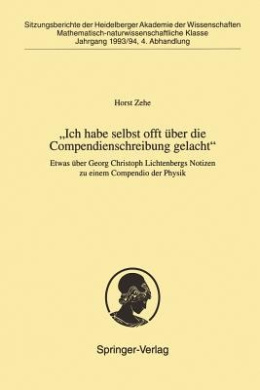 Sitzungsberichte der Heidelberger Akademie der Wissenschaften
Mathematisch-naturwissenschaftliche Klasse
Jahrgang 1993/94, 4. Abhandlung
Horst Zehe
„Ich habe selbst offt über die
Compendienschreibung gelacht“
Etwas über Georg Christoph Lichtenbergs Notizen
zu einem Compendio der Physik
Springer-Verlag